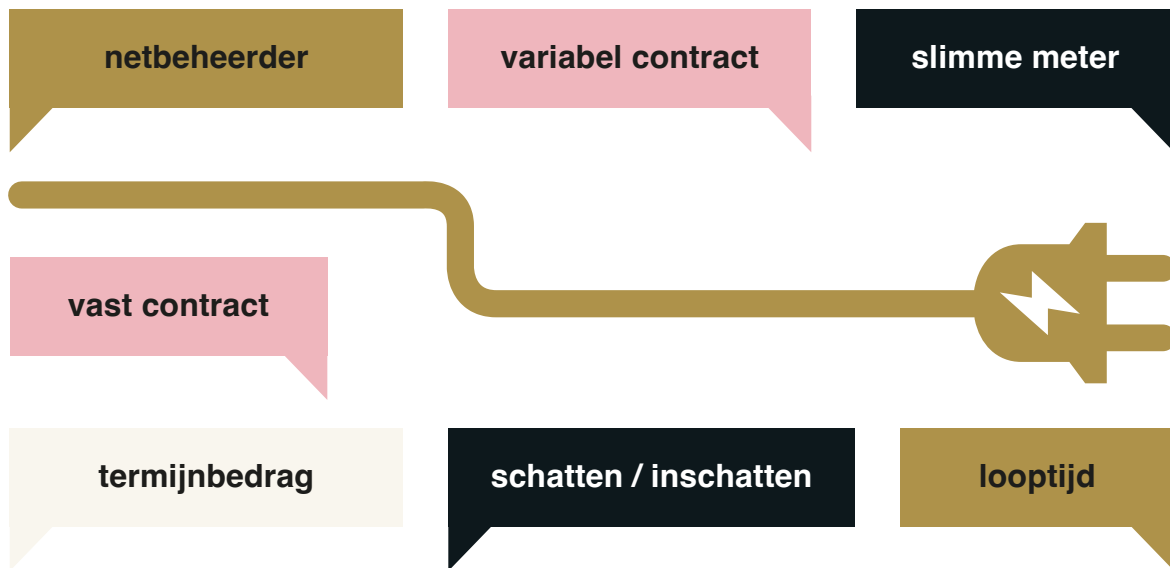 netbeheerder
variabel contract
slimme meter
vast contract
termijnbedrag
schatten / inschatten
looptijd